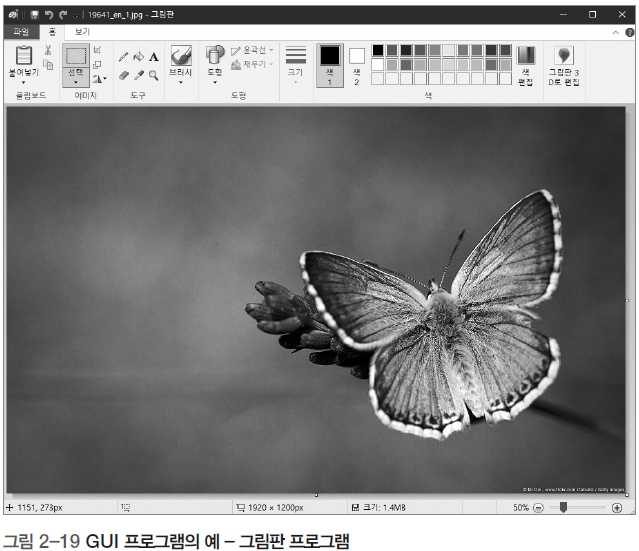 19641_en_1.jpg - 그림판
파일 홈 보기
붙여넣기 선택 브러시 도형 윤곽선 채우기 크기 색 1 색 2 색 편집 그림판 3D로 편집
클립보드 이미지 도구 도형 색
1151, 273px 1920 × 1200px 크기: 1.4MB 50%
그림 2-19 GUI 프로그램의 예 – 그림판 프로그램